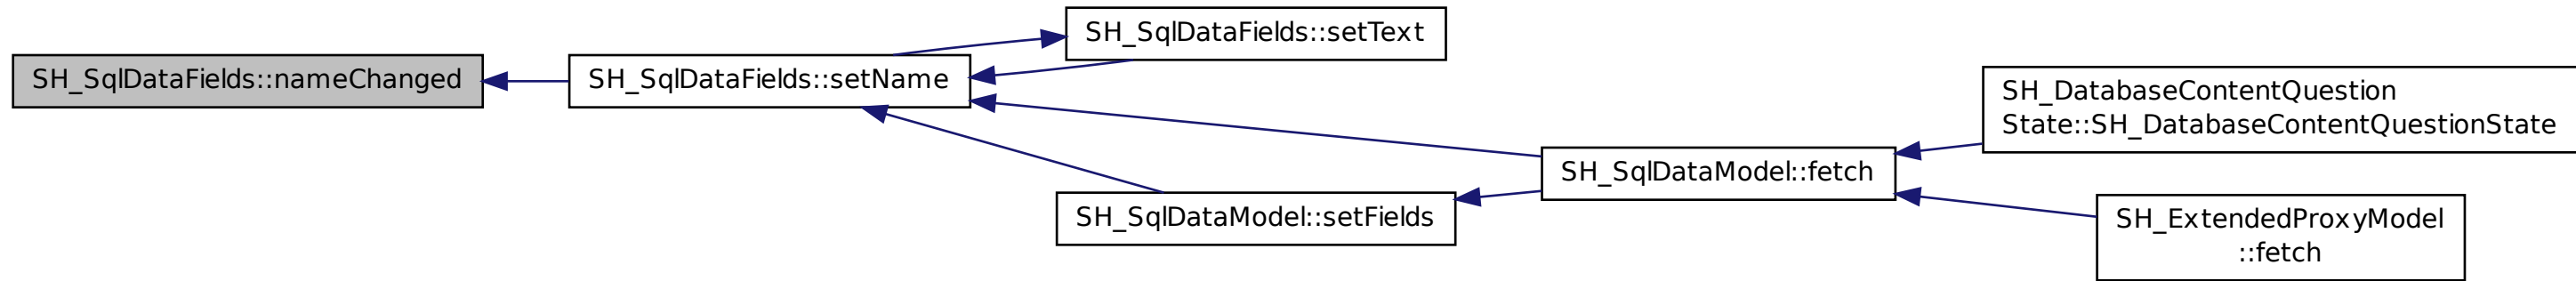 SH_SqlDataFields::nameChanged
SH_SqlDataFields::setName
SH_SqlDataFields::setText
SH_SqlDataModel::setFields
SH_SqlDataModel::fetch
SH_DatabaseContentQuestion
State::SH_DatabaseContentQuestionState
SH_ExtendedProxyModel
::fetch